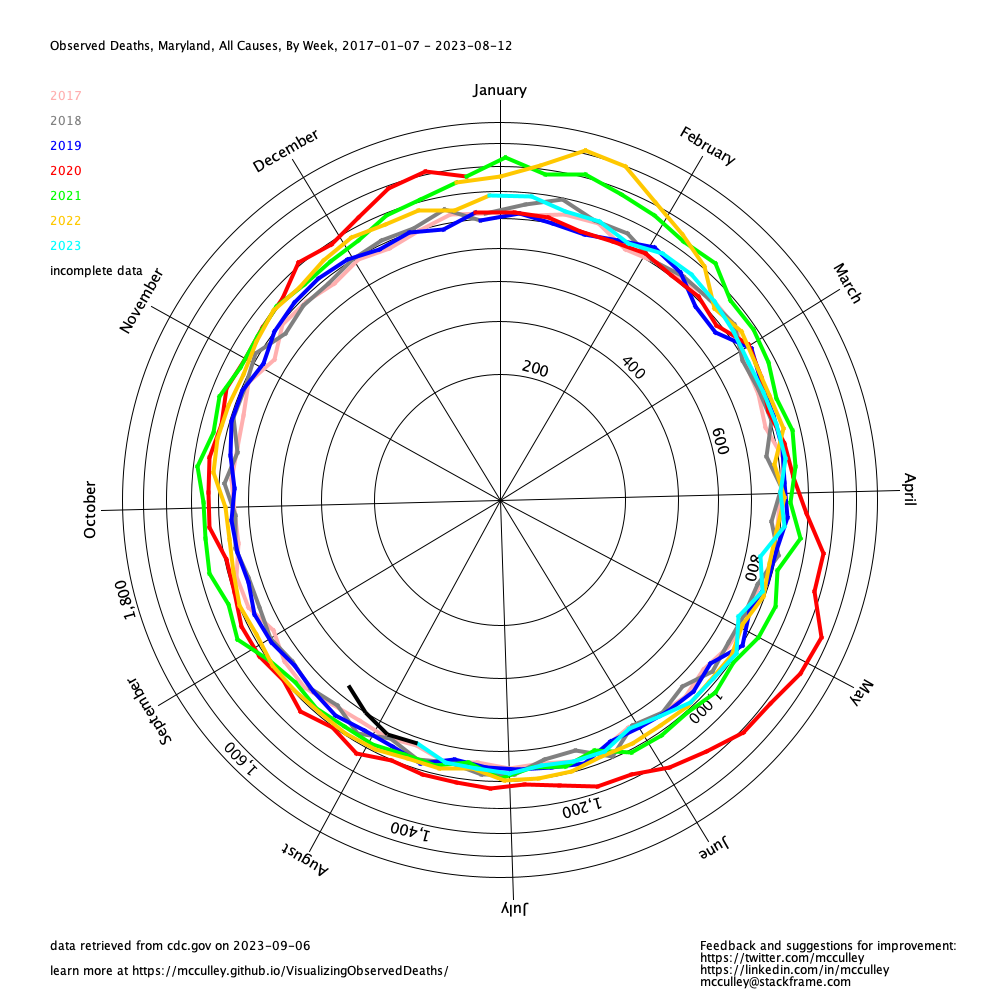 Observed Deaths, Maryland, All Causes, By Week, 2017-01-07 - 2023-08-12
January
2017
2018
2019
2020
2021
2022
2023
incomplete data
December
February
November
March
200
400
600
October
April
800
1,800
September
May
1,000
1,600
1,200
1,400
August
June
July
data retrieved from cdc.gov on 2023-09-06
learn more at https://mcculley.github.io/VisualizingObservedDeaths/
Feedback and suggestions for improvement:
https://twitter.com/mcculley
https://linkedin.com/in/mcculley
mcculley@stackframe.com